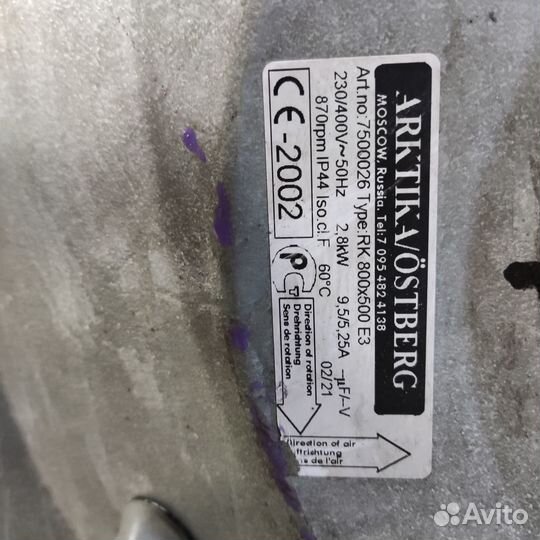 ARKTIKA/ÖSTBERG
MOSCOW, Russia. Tel:7 095 482 4138
Art.no:7500026 Type:RK 800x500 E3
230/400V~50Hz 2,8kW 9,5/5,25A -µF/-V
870rpm IP44 Iso.cl.F 60°C 02/21
CE-2002
Direction of rotation
Drehrichtung
Sens de rotation
Direction of air
ftrichtung
s de l'air
Avito